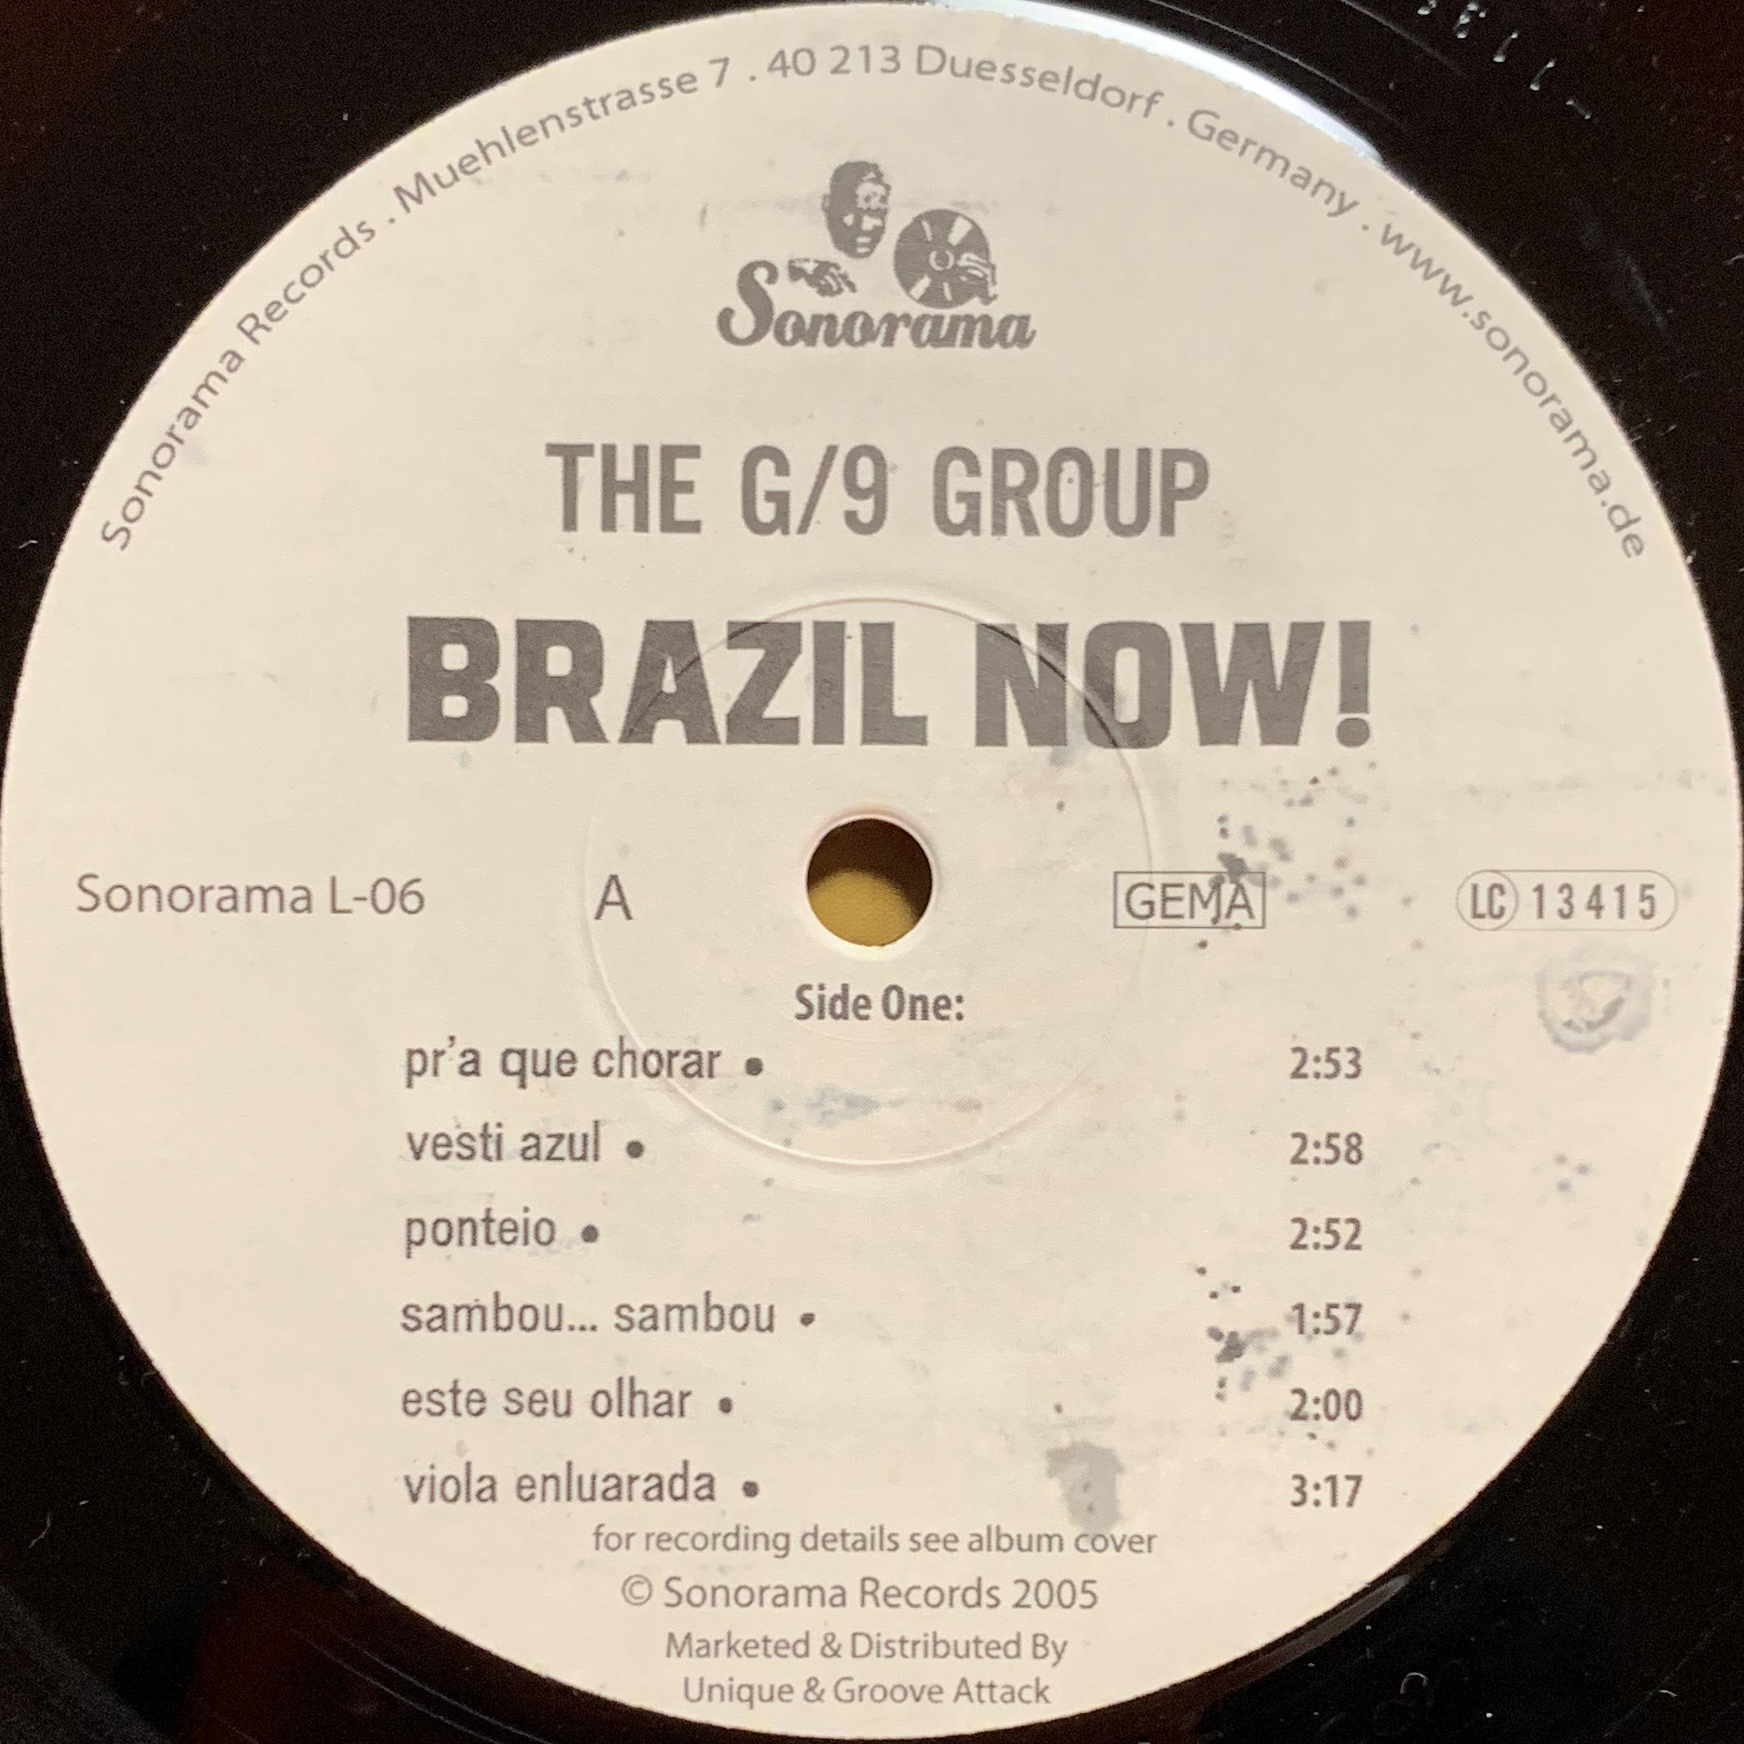 Sonorama Records . Muehlenstrasse 7 . 40 213 Duesseldorf . Germany . www.sonorama.de
Sonorama
THE G/9 GROUP
BRAZIL NOW!
Sonorama L-06 A GEMA LC 13415
Side One:
pr'a que chorar • 2:53
vesti azul • 2:58
ponteio • 2:52
sambou... sambou • 1:57
este seu olhar • 2:00
viola enluarada • 3:17
for recording details see album cover
© Sonorama Records 2005
Marketed & Distributed By
Unique & Groove Attack